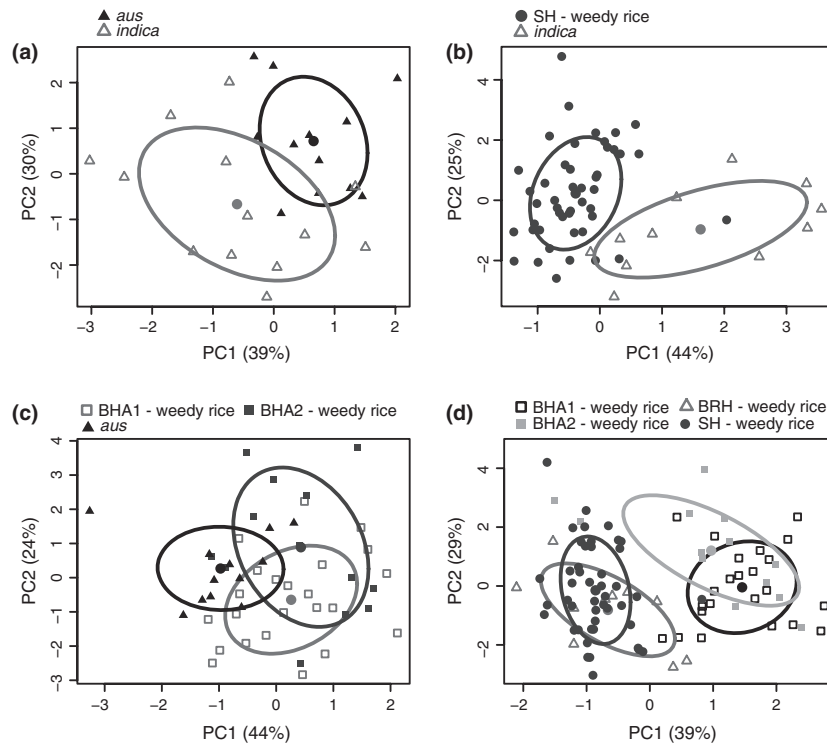 ▲ aus
△ indica
(a)
PC2 (30%)
2
1
0
−1
−2
−3 −2 −1 0 1 2
PC1 (39%)
● SH - weedy rice
△ indica
(b)
PC2 (25%)
4
2
0
−2
−1 0 1 2 3
PC1 (44%)
(c)
□ BHA1 - weedy rice ■ BHA2 - weedy rice
▲ aus
PC2 (24%)
4
3
2
1
0
−1
−2
−3
−3 −2 −1 0 1 2
PC1 (44%)
(d)
□ BHA1 - weedy rice △ BRH - weedy rice
■ BHA2 - weedy rice ● SH - weedy rice
PC2 (29%)
4
2
0
−2
−2 −1 0 1 2
PC1 (39%)